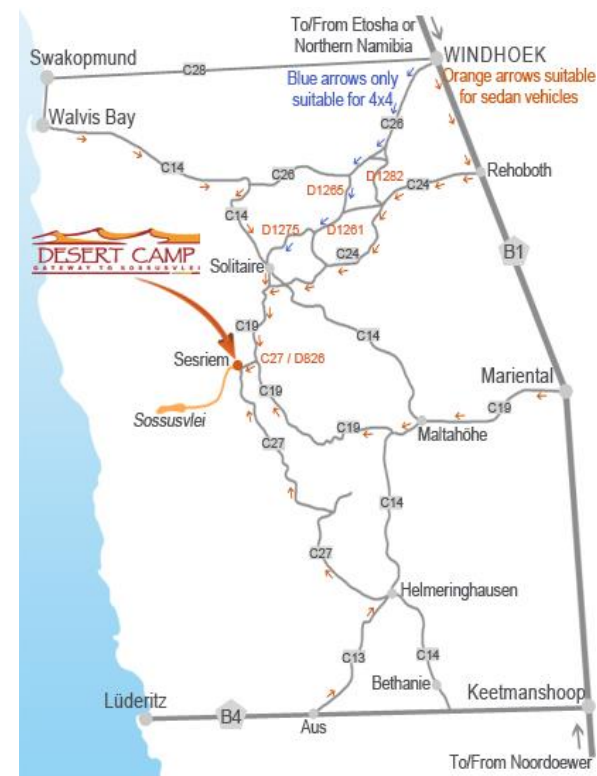 To/From Etosha or
Northern Namibia
WINDHOEK
Swakopmund
C28
Blue arrows only
suitable for 4x4
Orange arrows suitable
for sedan vehicles
Walvis Bay
C26
C14
C26
D1265
D1282
C24
Rehoboth
C14
D1275
D1261
B1
DESERT CAMP
GATEWAY TO SOSSUSVLEI
Solitaire
C24
C19
C14
Sesriem
C27 / D826
Mariental
C19
C19
Sossusvlei
C19
Maltahöhe
C27
C14
C27
Helmeringhausen
C13
C14
Bethanie
Keetmanshoop
Lüderitz
B4
Aus
To/From Noordoewer